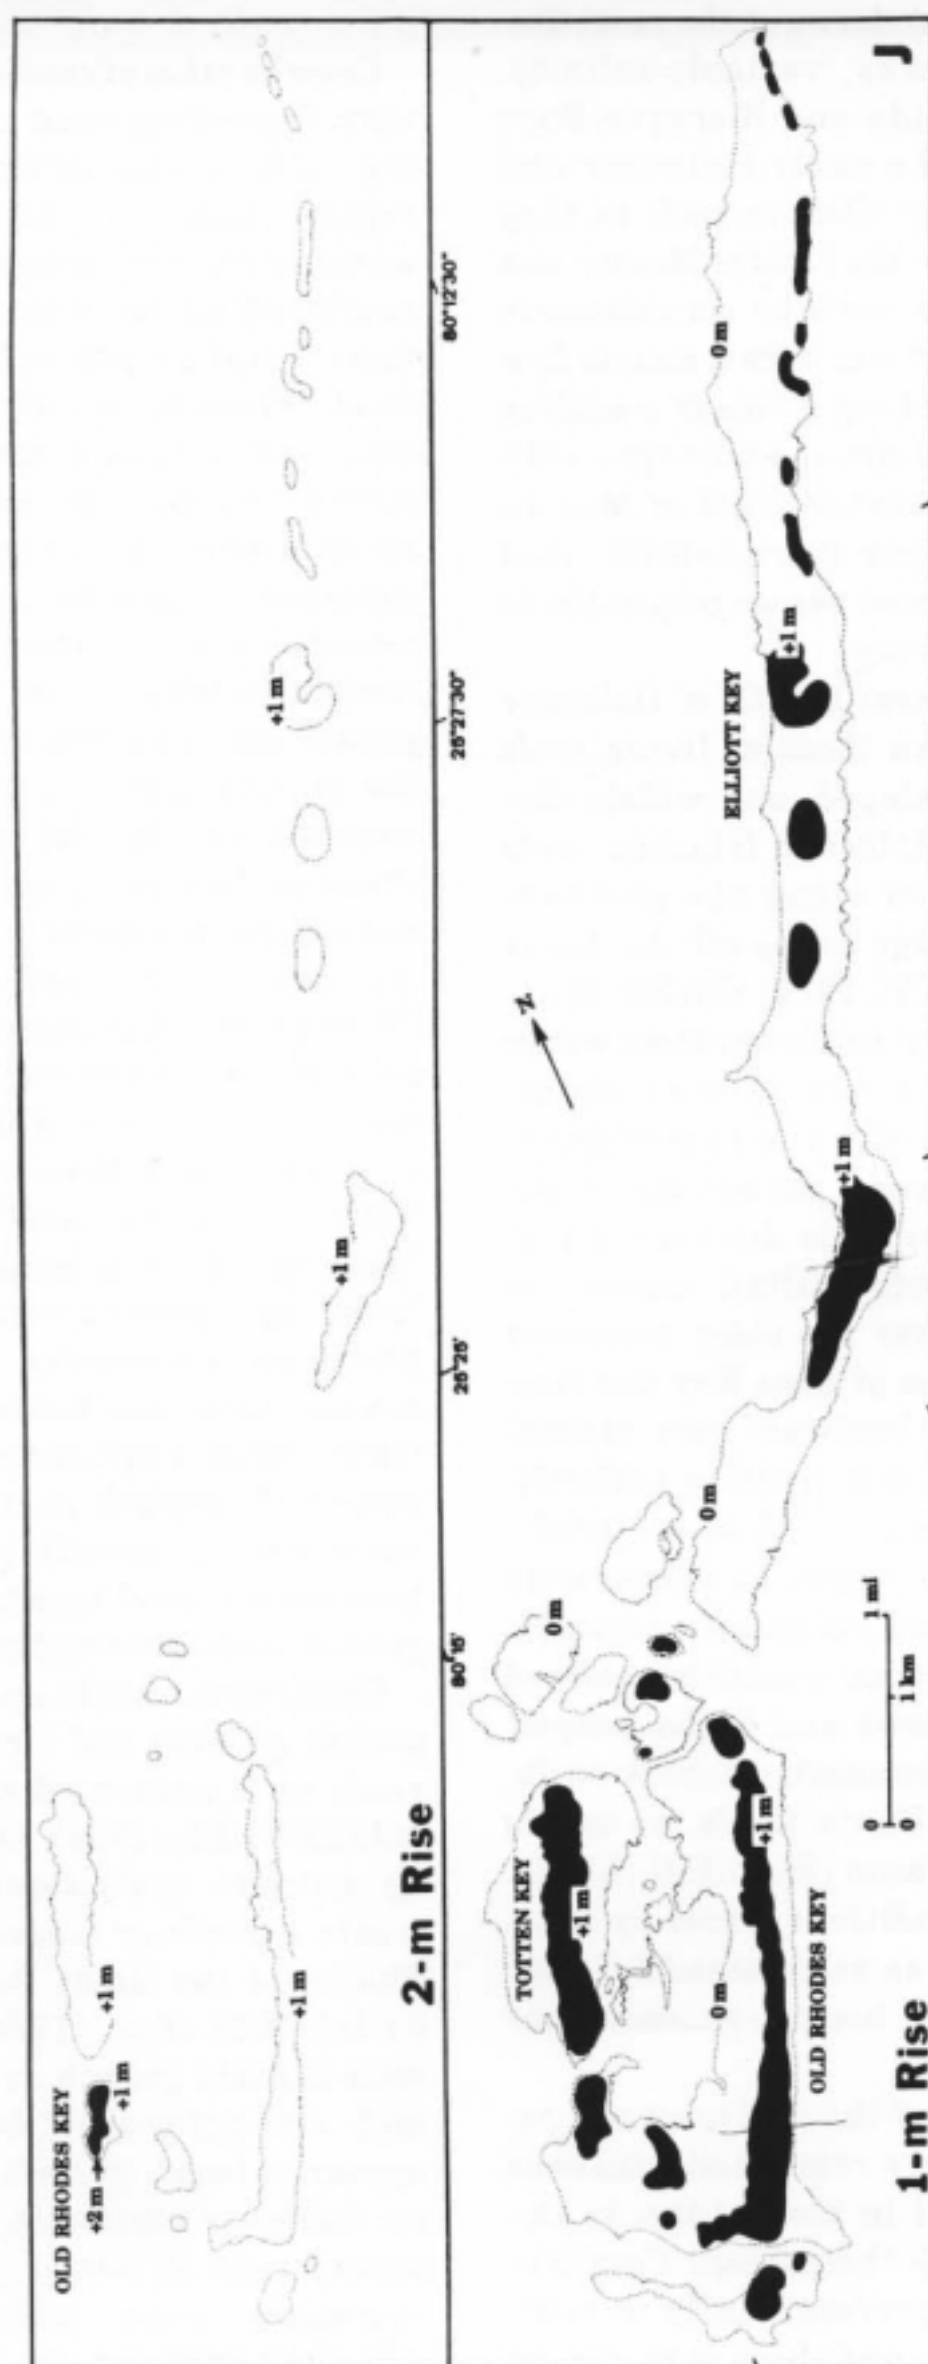 OLD RHODES KEY
+2 m
+1 m
+1 m
+1 m
+1 m
+1 m
2-m Rise
80°15'
25°25'
25°27'30"
80°12'30"
J
0 m
+1 m
ELLIOTT KEY
N
+1 m
0 m
0 m
TOTTEN KEY
+1 m
0 m
+1 m
OLD RHODES KEY
0 1 mi
0 1 km
1-m Rise